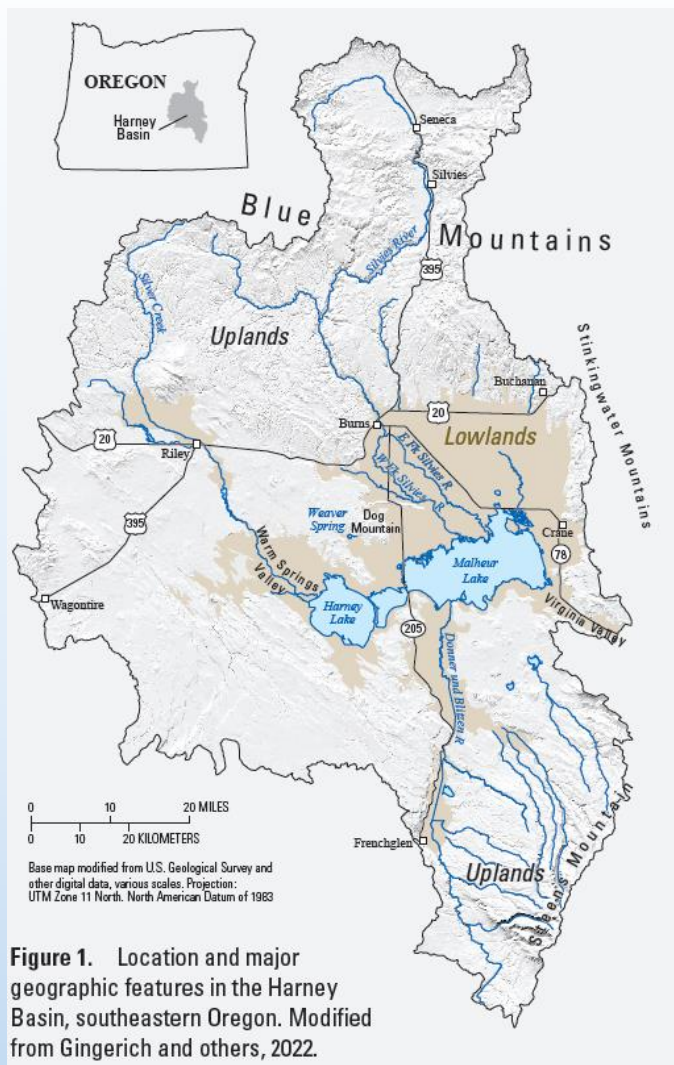 OREGON
Harney
Basin
Seneca
Silvies
Blue Mountains
Silvies River
395
Silver Creek
Uplands
Stinkingwater Mountains
Buchanan
20
Burns
Lowlands
20
Riley
E Fk Silvies R
W Fk Silvies R
Weaver
Spring
Dog
Mountain
395
Crane
Malheur
Lake
78
Warm Springs
Valley
Harney
Lake
Wagontire
Virginia Valley
205
Donner und Blitzen R
0 10 20 MILES
0 10 20 KILOMETERS
Frenchglen
Uplands
Steens Mountain
Base map modified from U.S. Geological Survey and
other digital data, various scales. Projection:
UTM Zone 11 North. North American Datum of 1983
Figure 1. Location and major
geographic features in the Harney
Basin, southeastern Oregon. Modified
from Gingerich and others, 2022.